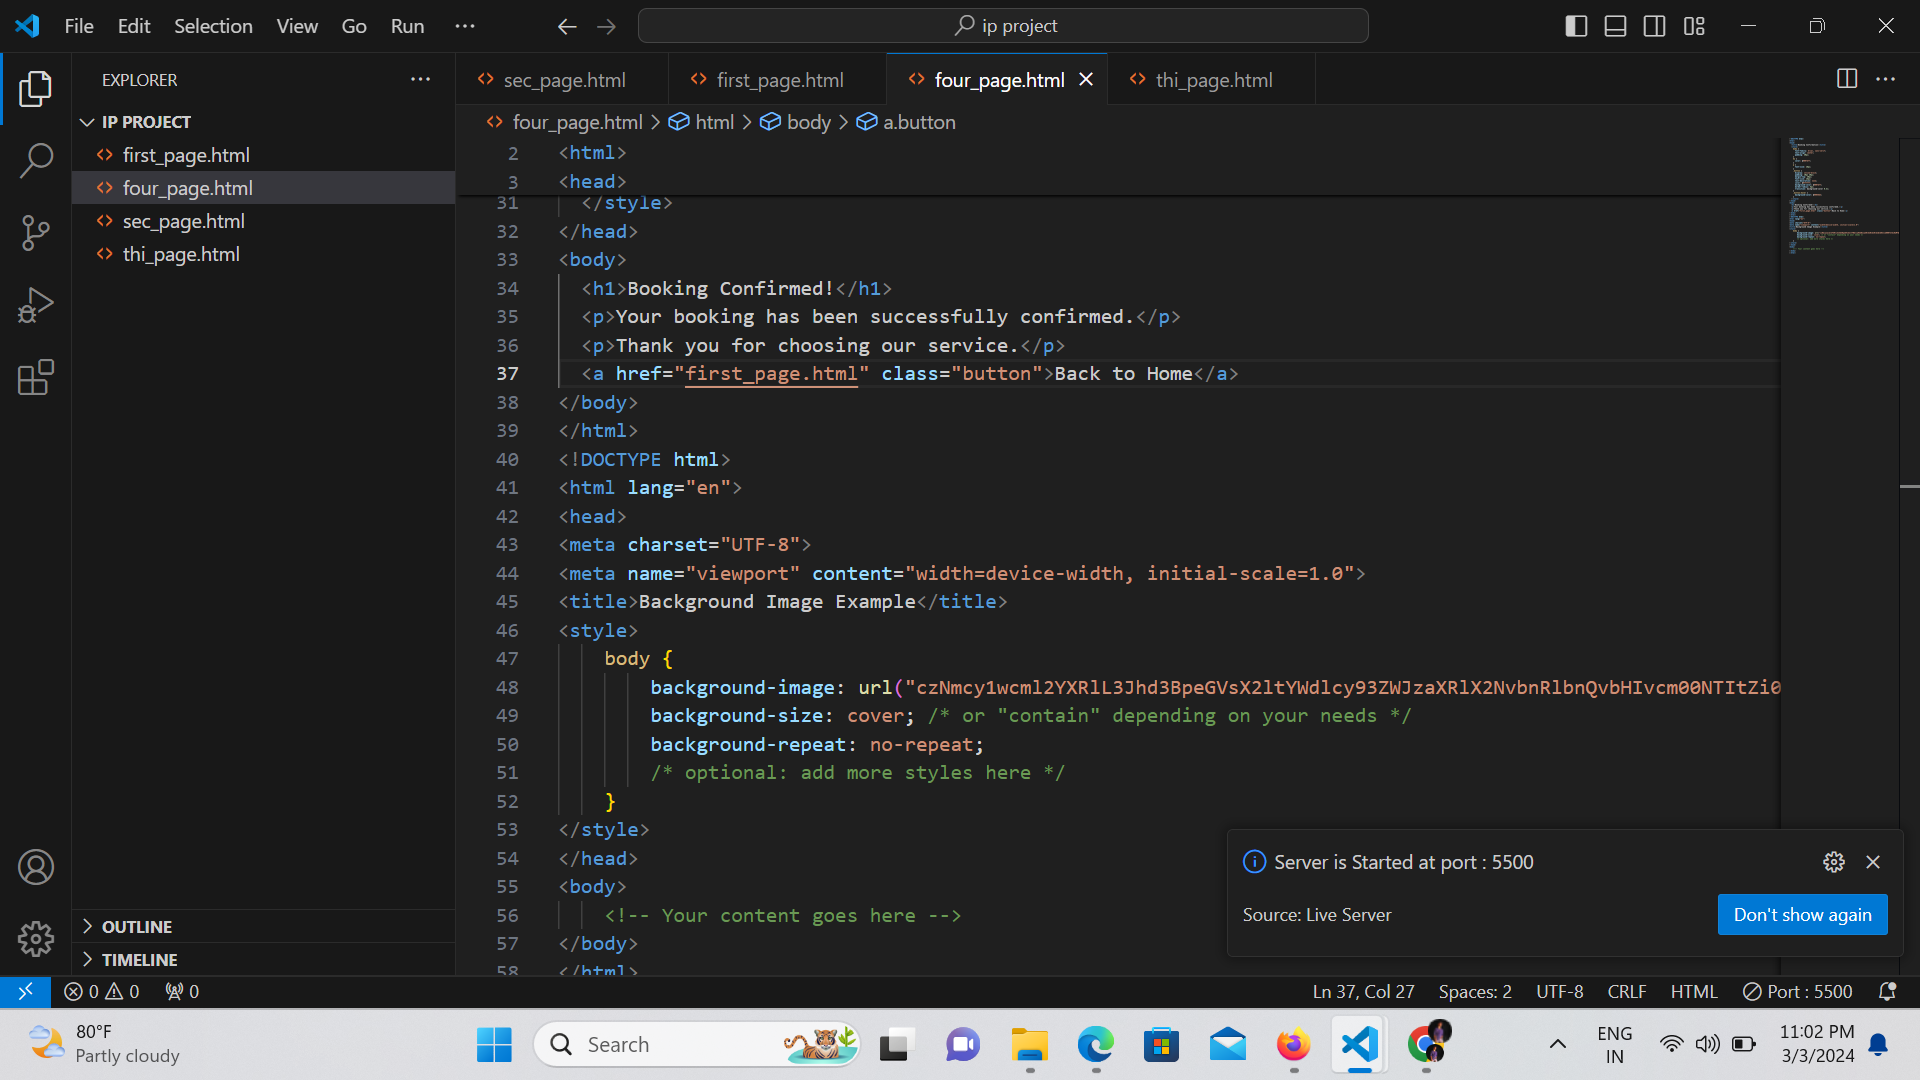 File Edit Selection View Go Run ···
ip project
EXPLORER
IP PROJECT
first_page.html
four_page.html
sec_page.html
thi_page.html
OUTLINE
TIMELINE
sec_page.html first_page.html four_page.html thi_page.html
four_page.html > html > body > a.button
2 <html>
3 <head>
31 </style>
32 </head>
33 <body>
34 <h1>Booking Confirmed!</h1>
35 <p>Your booking has been successfully confirmed.</p>
36 <p>Thank you for choosing our service.</p>
37 <a href="first_page.html" class="button">Back to Home</a>
38 </body>
39 </html>
40 <!DOCTYPE html>
41 <html lang="en">
42 <head>
43 <meta charset="UTF-8">
44 <meta name="viewport" content="width=device-width, initial-scale=1.0">
45 <title>Background Image Example</title>
46 <style>
47 body {
48 background-image: url("czNmcy1wcml2YXRlL3Jhd3BpeGVsX2ltYWdlcy93ZWJzaXRlX2NvbnRlbnQvbHIvcm00NTItZi0
49 background-size: cover; /* or "contain" depending on your needs */
50 background-repeat: no-repeat;
51 /* optional: add more styles here */
52 }
53 </style>
54 </head>
55 <body>
56 <!-- Your content goes here -->
57 </body>
58 </html>
Server is Started at port : 5500
Source: Live Server
Don't show again
0 0 0
Ln 37, Col 27 Spaces: 2 UTF-8 CRLF HTML Port : 5500
80°F
Partly cloudy
Search
ENG
IN
11:02 PM
3/3/2024